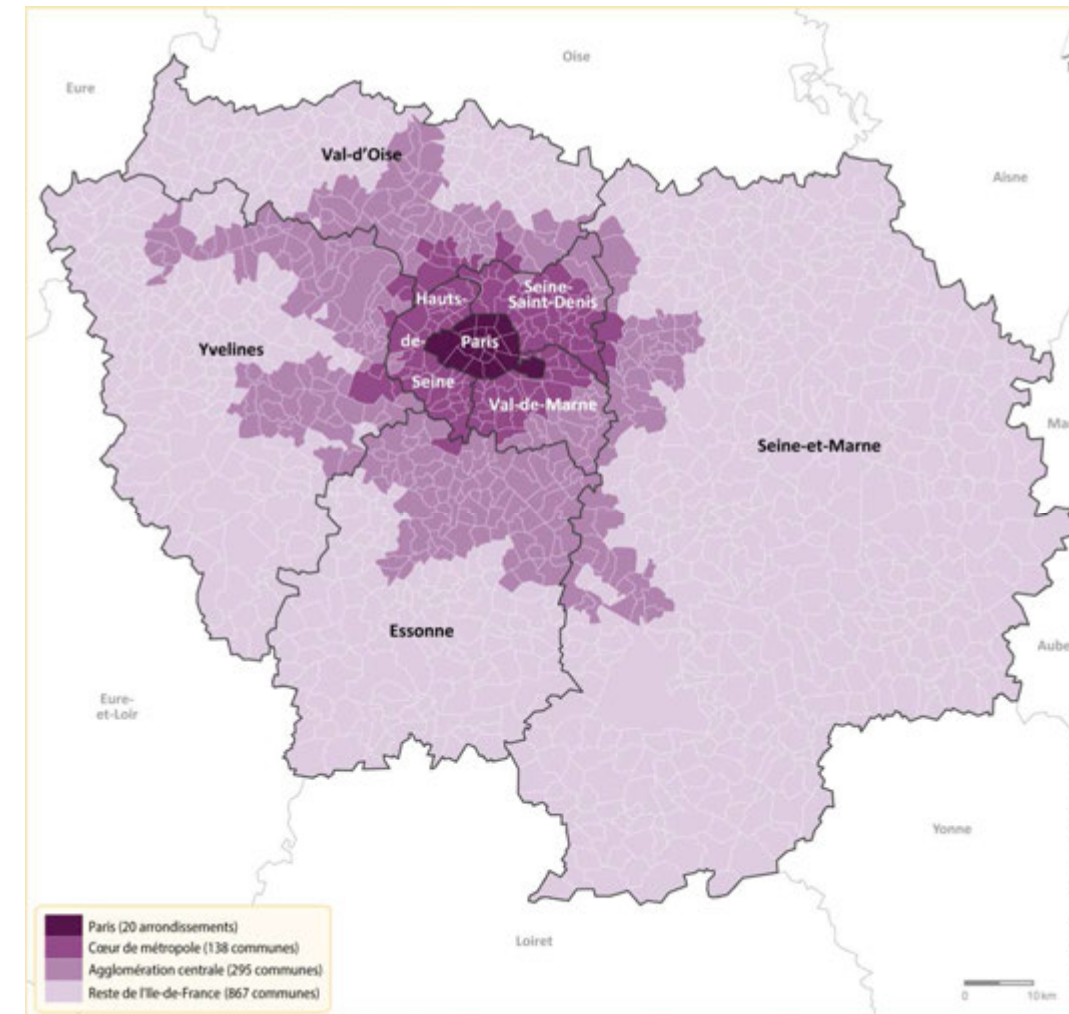 Oise
Eure
Val-d'Oise
Aisne
Hauts-
Seine-
Saint-Denis
de-
Paris
Yvelines
Seine
Val-de-Marne
Ma
Seine-et-Marne
Essonne
Aube
Eure-
et-Loir
Yonne
Loiret
Paris (20 arrondissements)
Cœur de métropole (138 communes)
Agglomération centrale (295 communes)
Reste de l'Ile-de-France (867 communes)
0 10 km